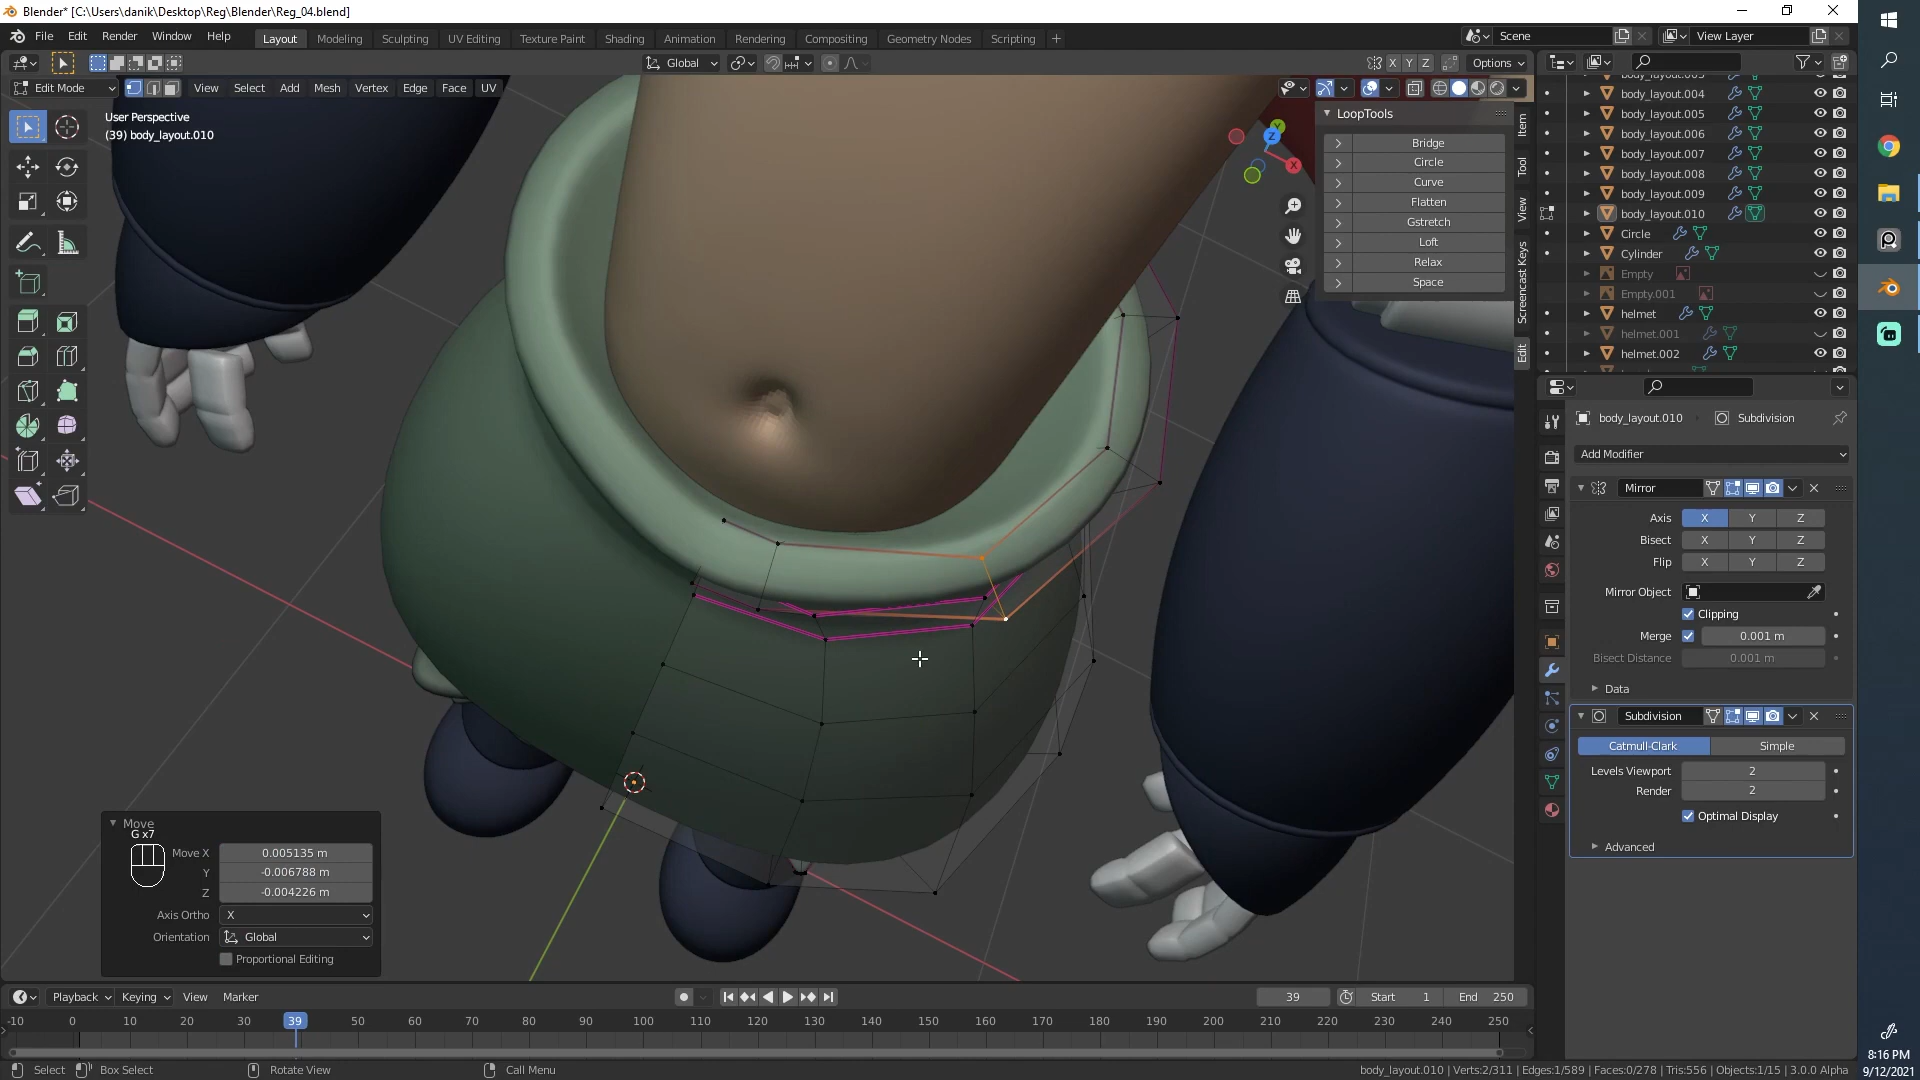 Blender* [C:\Users\danik\Desktop\Reg\Blender\Reg_04.blend]
File Edit Render Window Help
Layout Modeling Sculpting UV Editing Texture Paint Shading Animation Rendering Compositing Geometry Nodes Scripting +
Scene View Layer
Global X Y Z Options
Edit Mode View Select Add Mesh Vertex Edge Face UV
User Perspective
(39) body_layout.010
LoopTools
Bridge
Circle
Curve
Flatten
Gstretch
Loft
Relax
Space
Item
Tool
View
Screencast Keys
Edit
Z
Y
X
body_layout.004
body_layout.005
body_layout.006
body_layout.007
body_layout.008
body_layout.009
body_layout.010
Circle
Cylinder
Empty
Empty.001
helmet
helmet.001
helmet.002
body_layout.010 Subdivision
Add Modifier
Mirror
Axis X Y Z
Bisect X Y Z
Flip X Y Z
Mirror Object
Clipping
Merge 0.001 m
Bisect Distance 0.001 m
Data
Subdivision
Catmull-Clark Simple
Levels Viewport 2
Render 2
Optimal Display
Advanced
Move
G x7
Move X 0.005135 m
Y -0.006788 m
Z -0.004226 m
Axis Ortho X
Orientation Global
Proportional Editing
Playback Keying View Marker
39 Start 1 End 250
-10 0 10 20 30 39 50 60 70 80 90 100 110 120 130 140 150 160 170 180 190 200 210 220 230 240 250
Select Box Select Rotate View Call Menu
body_layout.010 | Verts:2/311 | Edges:1/589 | Faces:0/278 | Tris:556 | Objects:1/15 | 3.0.0 Alpha
8:16 PM
9/12/2021